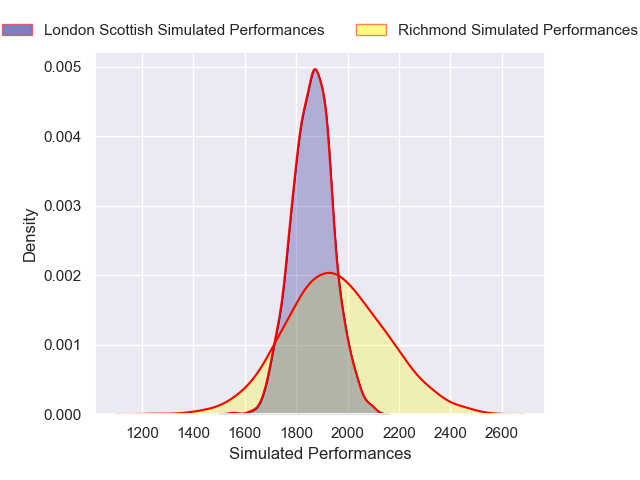 London Scottish Simulated Performances
Richmond Simulated Performances
0.005
0.004
0.003
0.002
0.001
0.000
Density
1200 1400 1600 1800 2000 2200 2400 2600
Simulated Performances